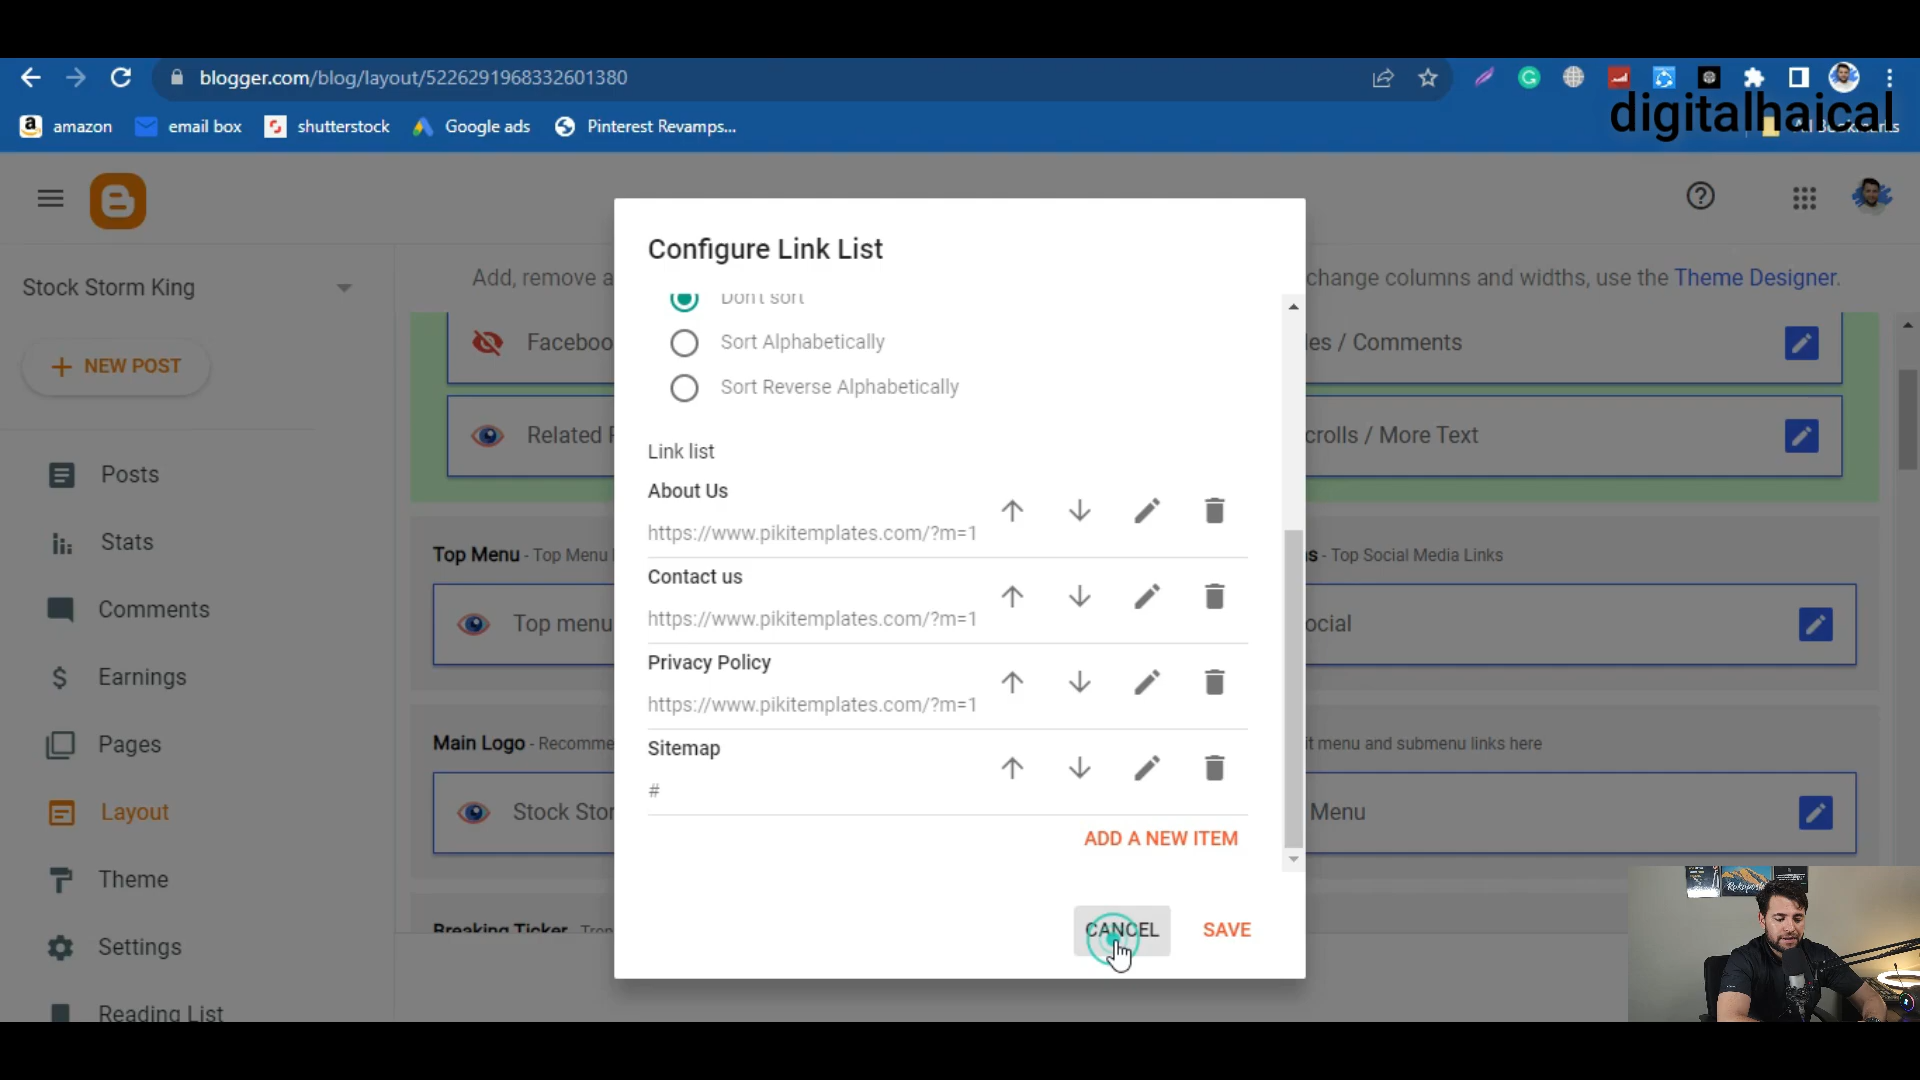 blogger.com/blog/layout/5226291968332601380
digitalhaical
amazon
email box
shutterstock
Google ads
Pinterest Revamps...
Stock Storm King
NEW POST
Posts
Stats
Comments
Earnings
Pages
Layout
Theme
Settings
Reading List
Add, remove a
change columns and widths, use the Theme Designer.
Faceboo
les / Comments
Related
crolls / More Text
Top Menu - Top Menu
s - Top Social Media Links
Top menu
ocial
Main Logo - Recomme
it menu and submenu links here
Stock Stor
Menu
Breaking Ticker
Configure Link List
Don't sort
Sort Alphabetically
Sort Reverse Alphabetically
Link list
About Us
https://www.pikitemplates.com/?m=1
Contact us
https://www.pikitemplates.com/?m=1
Privacy Policy
https://www.pikitemplates.com/?m=1
Sitemap
#
ADD A NEW ITEM
CANCEL
SAVE